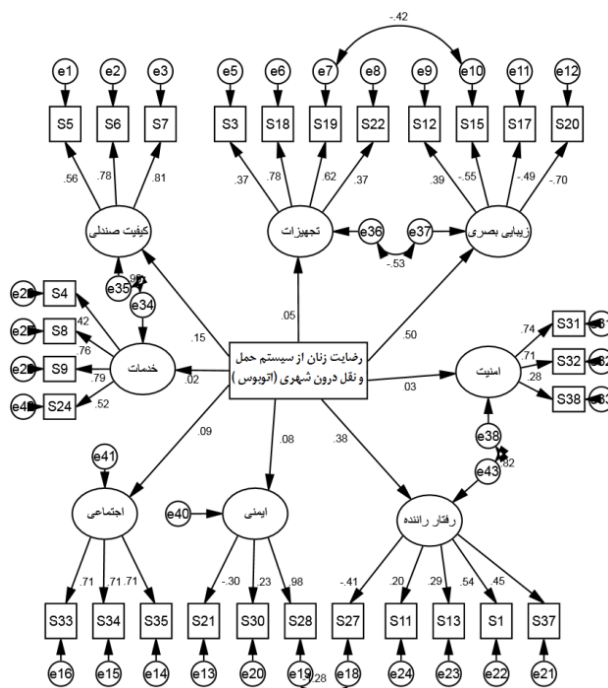 -.42
e1 e2 e3 e5 e6 e7 e8 e9 e10 e11 e12
S5 S6 S7 S3 S18 S19 S22 S12 S15 S17 S20
.56 .78 .81 .37 .78 .62 .37 .39 -.55 -.49 -.70
کیفیت صندلی تجهیزات زیبایی بصری
e36 e37
-.53
e35
e34
S4
.42
S8
.76
خدمات
S9
.79
S24
.52
.15 .05 .50
رضایت زنان از سیستم حمل
و نقل درون شهری (اتوبوس )
.02 .03
امنیت
.74 S31
.71 S32
.28 S38
e38
.82
e43
.09 .08 .38
e41
اجتماعی
e40
ایمنی
رفتار راننده
.71 .71 .71 -.30 .23 .98 -.41 .20 .29 .54 .45
S33 S34 S35 S21 S30 S28 S27 S11 S13 S1 S37
e16 e15 e14 e13 e20 e19 e18 e24 e23 e22 e21
.28